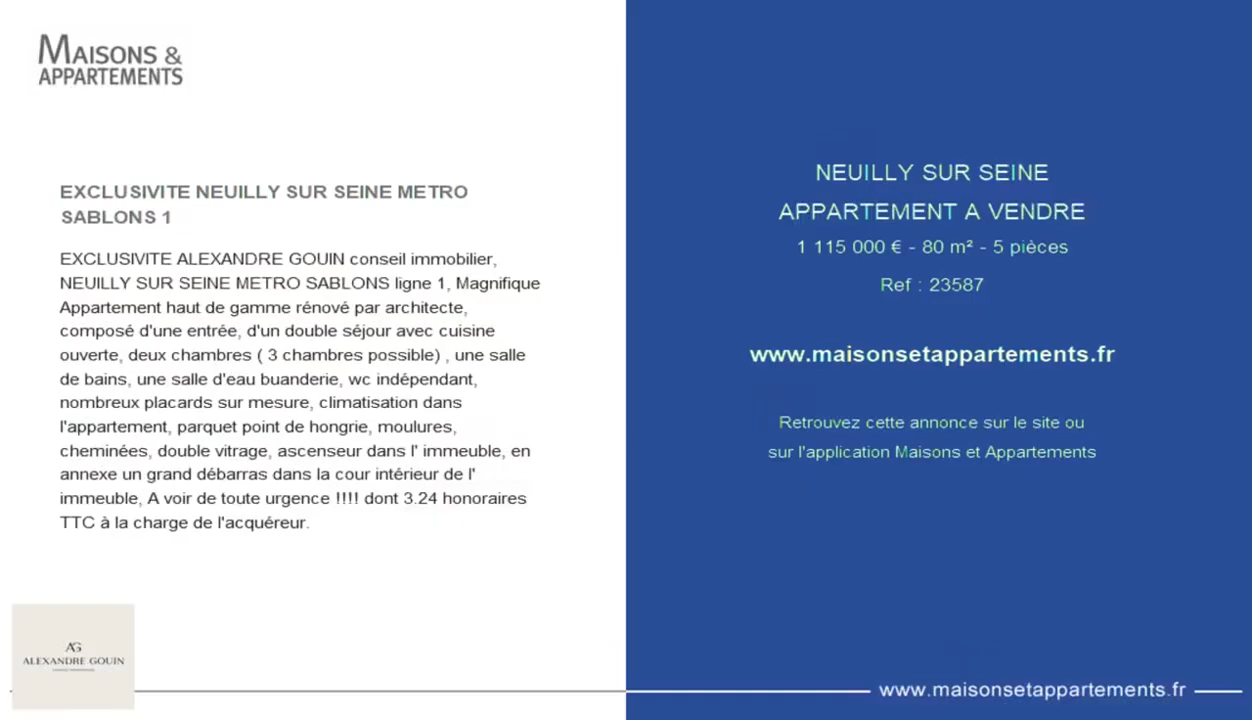 MAISONS &
APPARTEMENTS
EXCLUSIVITE NEUILLY SUR SEINE METRO
SABLONS 1
EXCLUSIVITE ALEXANDRE GOUIN conseil immobilier,
NEUILLY SUR SEINE METRO SABLONS ligne 1, Magnifique
Appartement haut de gamme rénové par architecte,
composé d'une entrée, d'un double séjour avec cuisine
ouverte, deux chambres ( 3 chambres possible) , une salle
de bains, une salle d'eau buanderie, wc indépendant,
nombreux placards sur mesure, climatisation dans
l'appartement, parquet point de hongrie, moulures,
cheminées, double vitrage, ascenseur dans l' immeuble, en
annexe un grand débarras dans la cour intérieur de l'
immeuble, A voir de toute urgence !!!! dont 3.24 honoraires
TTC à la charge de l'acquéreur.
AG
ALEXANDRE GOUIN
NEUILLY SUR SEINE
APPARTEMENT A VENDRE
1 115 000 € - 80 m² - 5 pièces
Ref : 23587
www.maisonsetappartements.fr
Retrouvez cette annonce sur le site ou
sur l'application Maisons et Appartements
www.maisonsetappartements.fr